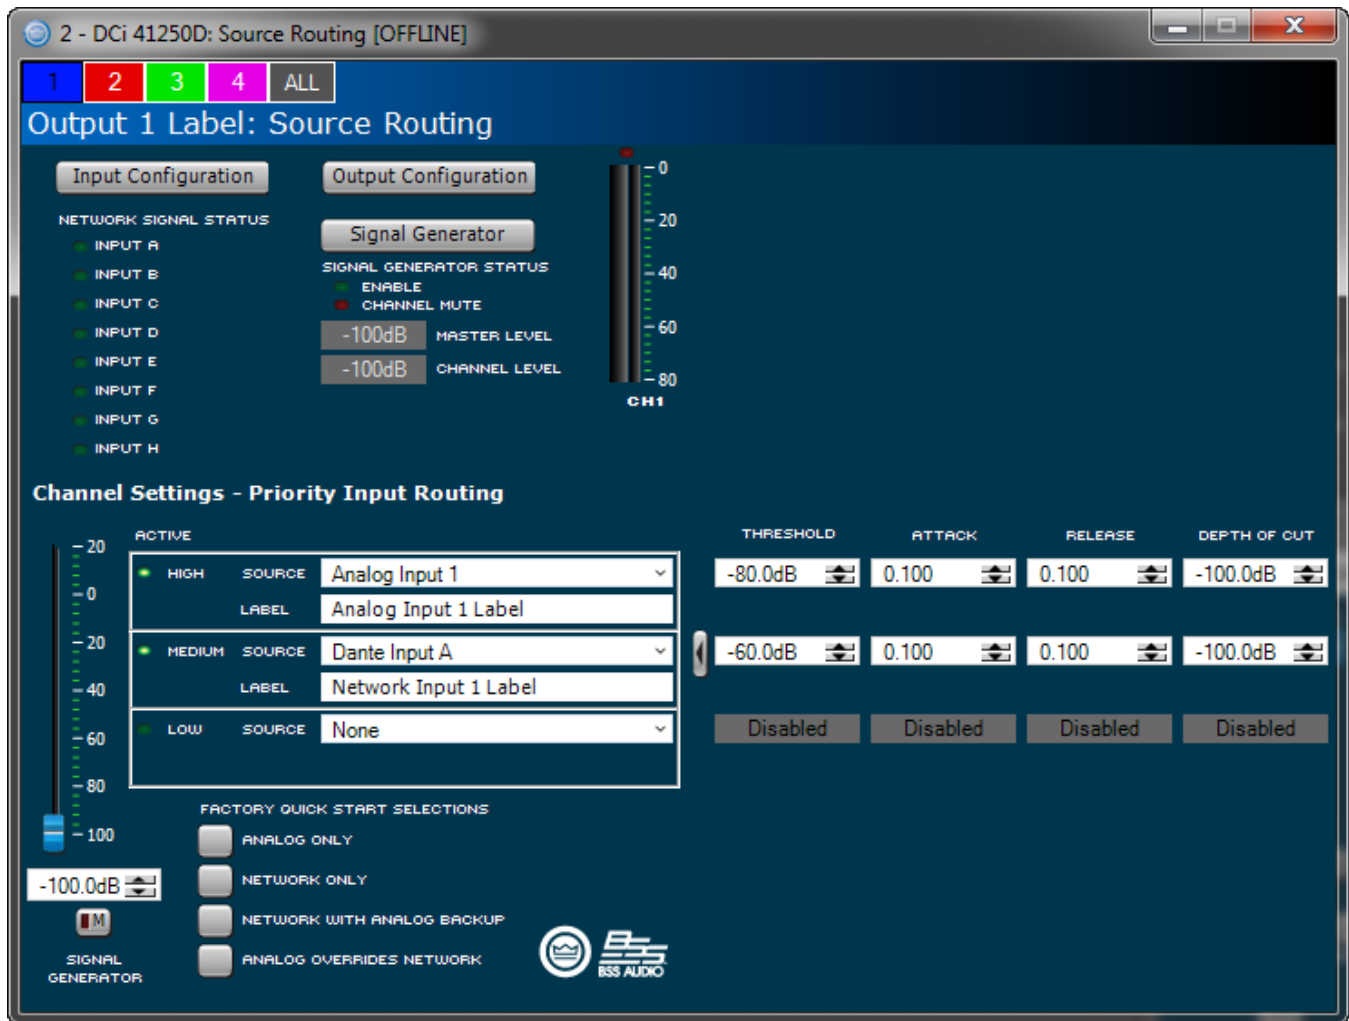 2 - DCi 41250D: Source Routing [OFFLINE]
1 2 3 4 ALL
Output 1 Label: Source Routing
Input Configuration
NETWORK SIGNAL STATUS
INPUT A
INPUT B
INPUT C
INPUT D
INPUT E
INPUT F
INPUT G
INPUT H
Output Configuration
Signal Generator
SIGNAL GENERATOR STATUS
ENABLE
CHANNEL MUTE
-100dB MASTER LEVEL
-100dB CHANNEL LEVEL
0
20
40
60
80
CH1
Channel Settings - Priority Input Routing
20
0
20
40
60
80
100
-100.0dB
M
SIGNAL
GENERATOR
ACTIVE
THRESHOLD ATTACK RELEASE DEPTH OF CUT
HIGH SOURCE Analog Input 1 -80.0dB 0.100 0.100 -100.0dB
LABEL Analog Input 1 Label
MEDIUM SOURCE Dante Input A -60.0dB 0.100 0.100 -100.0dB
LABEL Network Input 1 Label
LOW SOURCE None Disabled Disabled Disabled Disabled
FACTORY QUICK START SELECTIONS
ANALOG ONLY
NETWORK ONLY
NETWORK WITH ANALOG BACKUP
ANALOG OVERRIDES NETWORK
BSS
BSS AUDIO